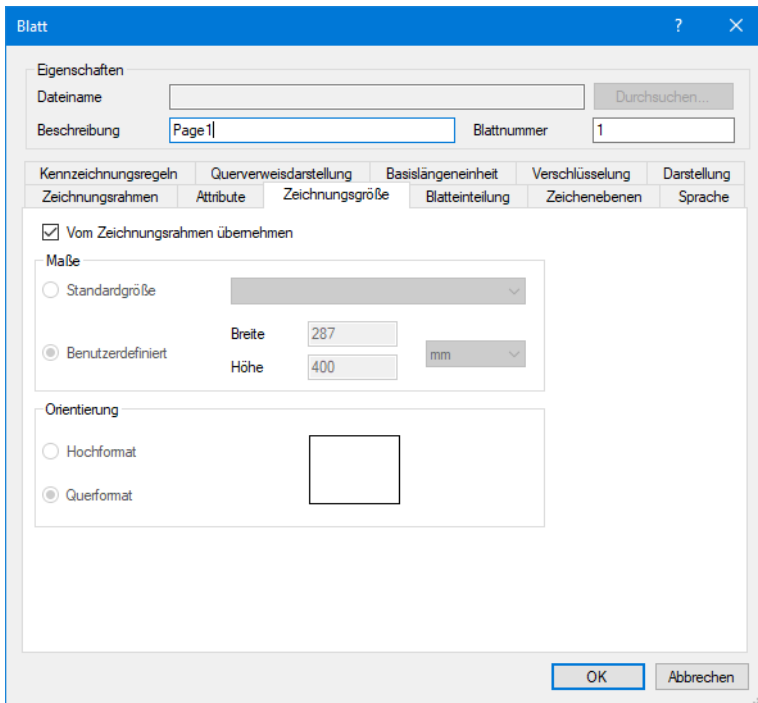 Blatt ?
Eigenschaften
Dateiname Durchsuchen...
Beschreibung Page1 Blattnummer 1
Kennzeichnungsregeln Querverweisdarstellung Basislängeneinheit Verschlüsselung Darstellung
Zeichnungsrahmen Attribute Zeichnungsgröße Blatteinteilung Zeichenebenen Sprache
Vom Zeichnungsrahmen übernehmen
Maße
Standardgröße
Breite 287
Benutzerdefiniert mm
Höhe 400
Orientierung
Hochformat
Querformat
OK Abbrechen